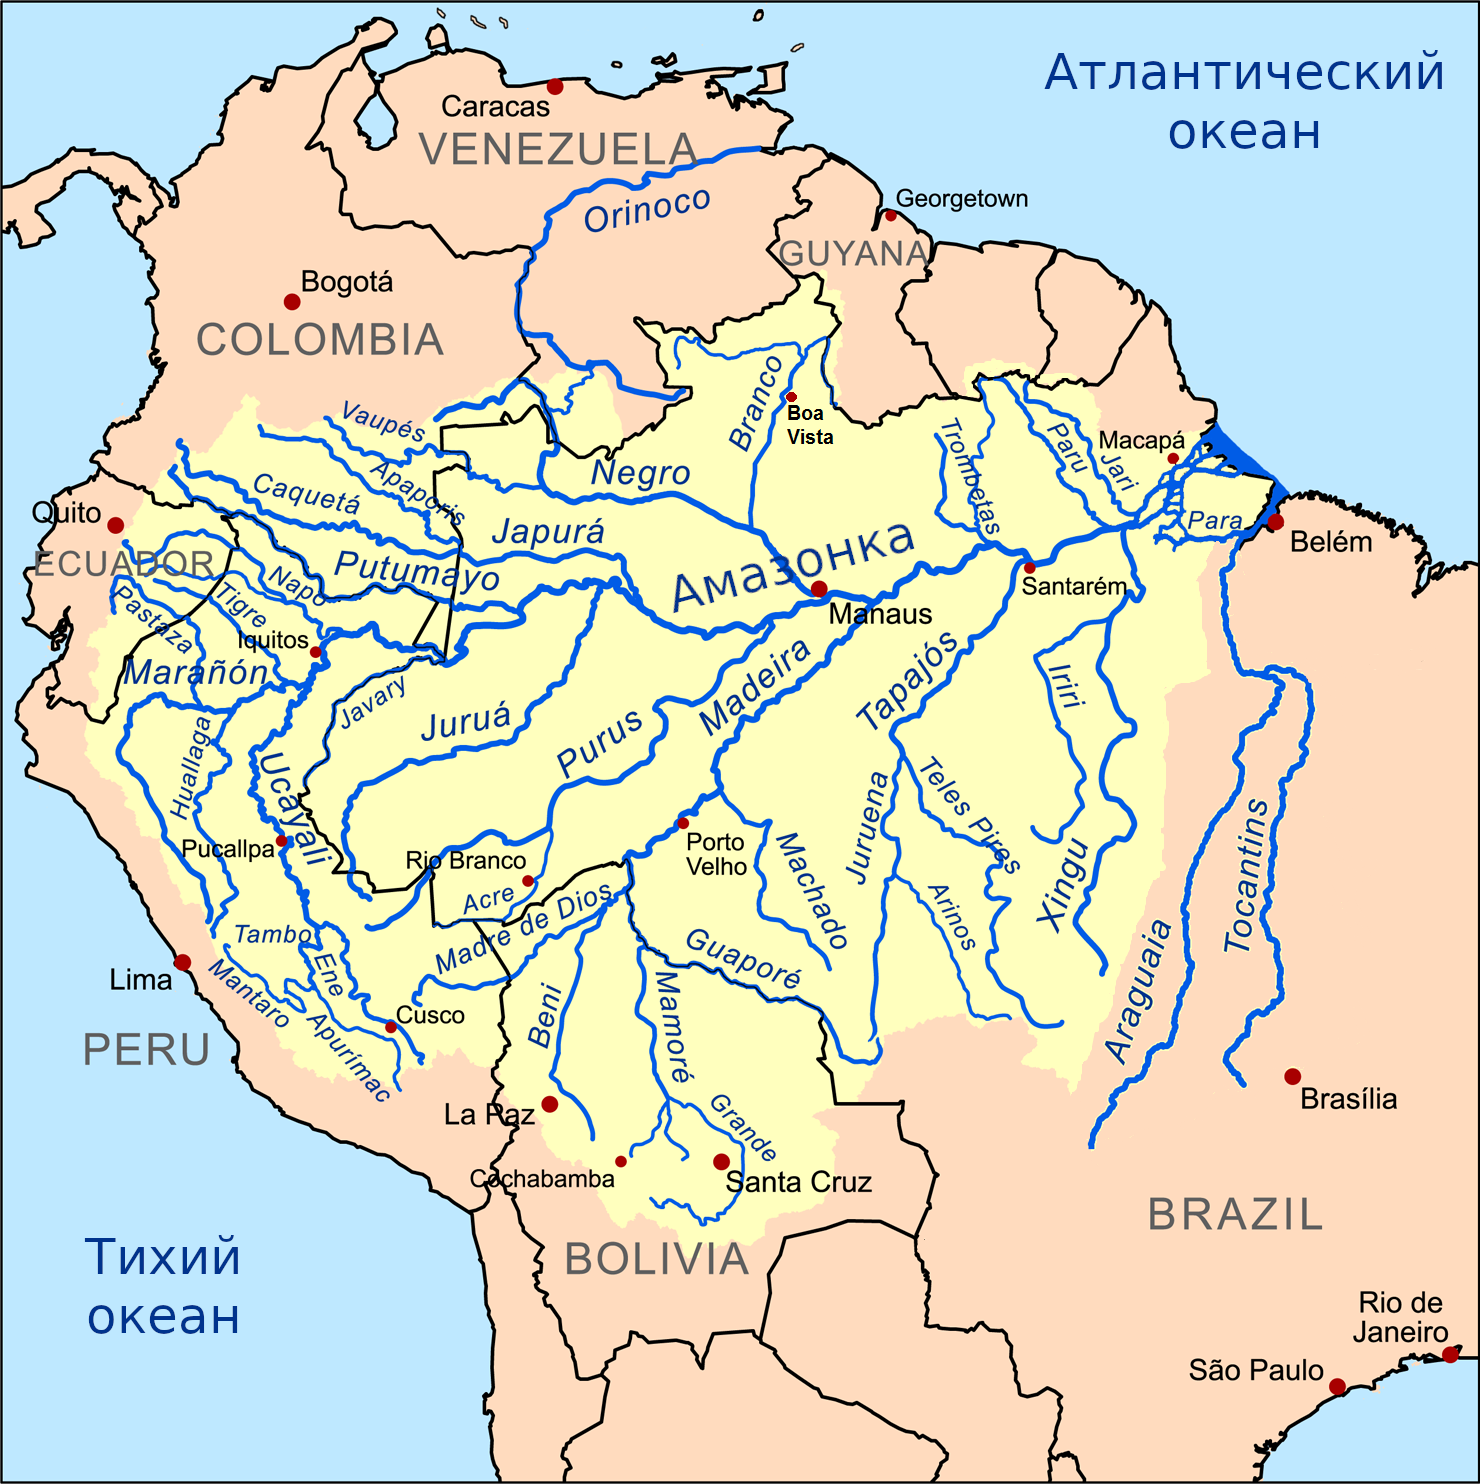 Атлантический
океан
Caracas
VENEZUELA
Orinoco
Georgetown
GUYANA
Bogotá
COLOMBIA
Branco
Boa
Vista
Vaupés
Apaporis
Negro
Trombetas
Paru
Jari
Macapá
Caquetá
Quito
Japurá
Para
Belém
ECUADOR
Putumayo
Амазонка
Napo
Tigre
Pastaza
Santarém
Manaus
Iquitos
Marañón
Javary
Juruá
Purus
Madeira
Tapajós
Iriri
Huallaga
Ucayali
Teles Pires
Juruena
Pucallpa
Rio Branco
Porto
Velho
Machado
Xingu
Tocantins
Acre
Madre de Dios
Arinos
Araguaia
Tambo
Ene
Guaporé
Lima
Mantaro
Cusco
Beni
Mamoré
Apurímac
PERU
Brasília
La Paz
Grande
Cochabamba
Santa Cruz
BRAZIL
BOLIVIA
Тихий
океан
Rio de
Janeiro
São Paulo